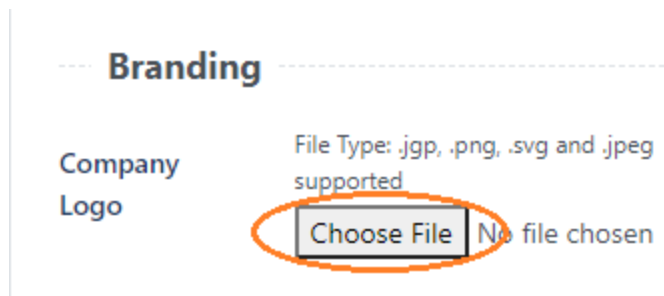 Branding
Company
Logo
File Type: .jgp, .png, .svg and .jpeg
supported
Choose File No file chosen